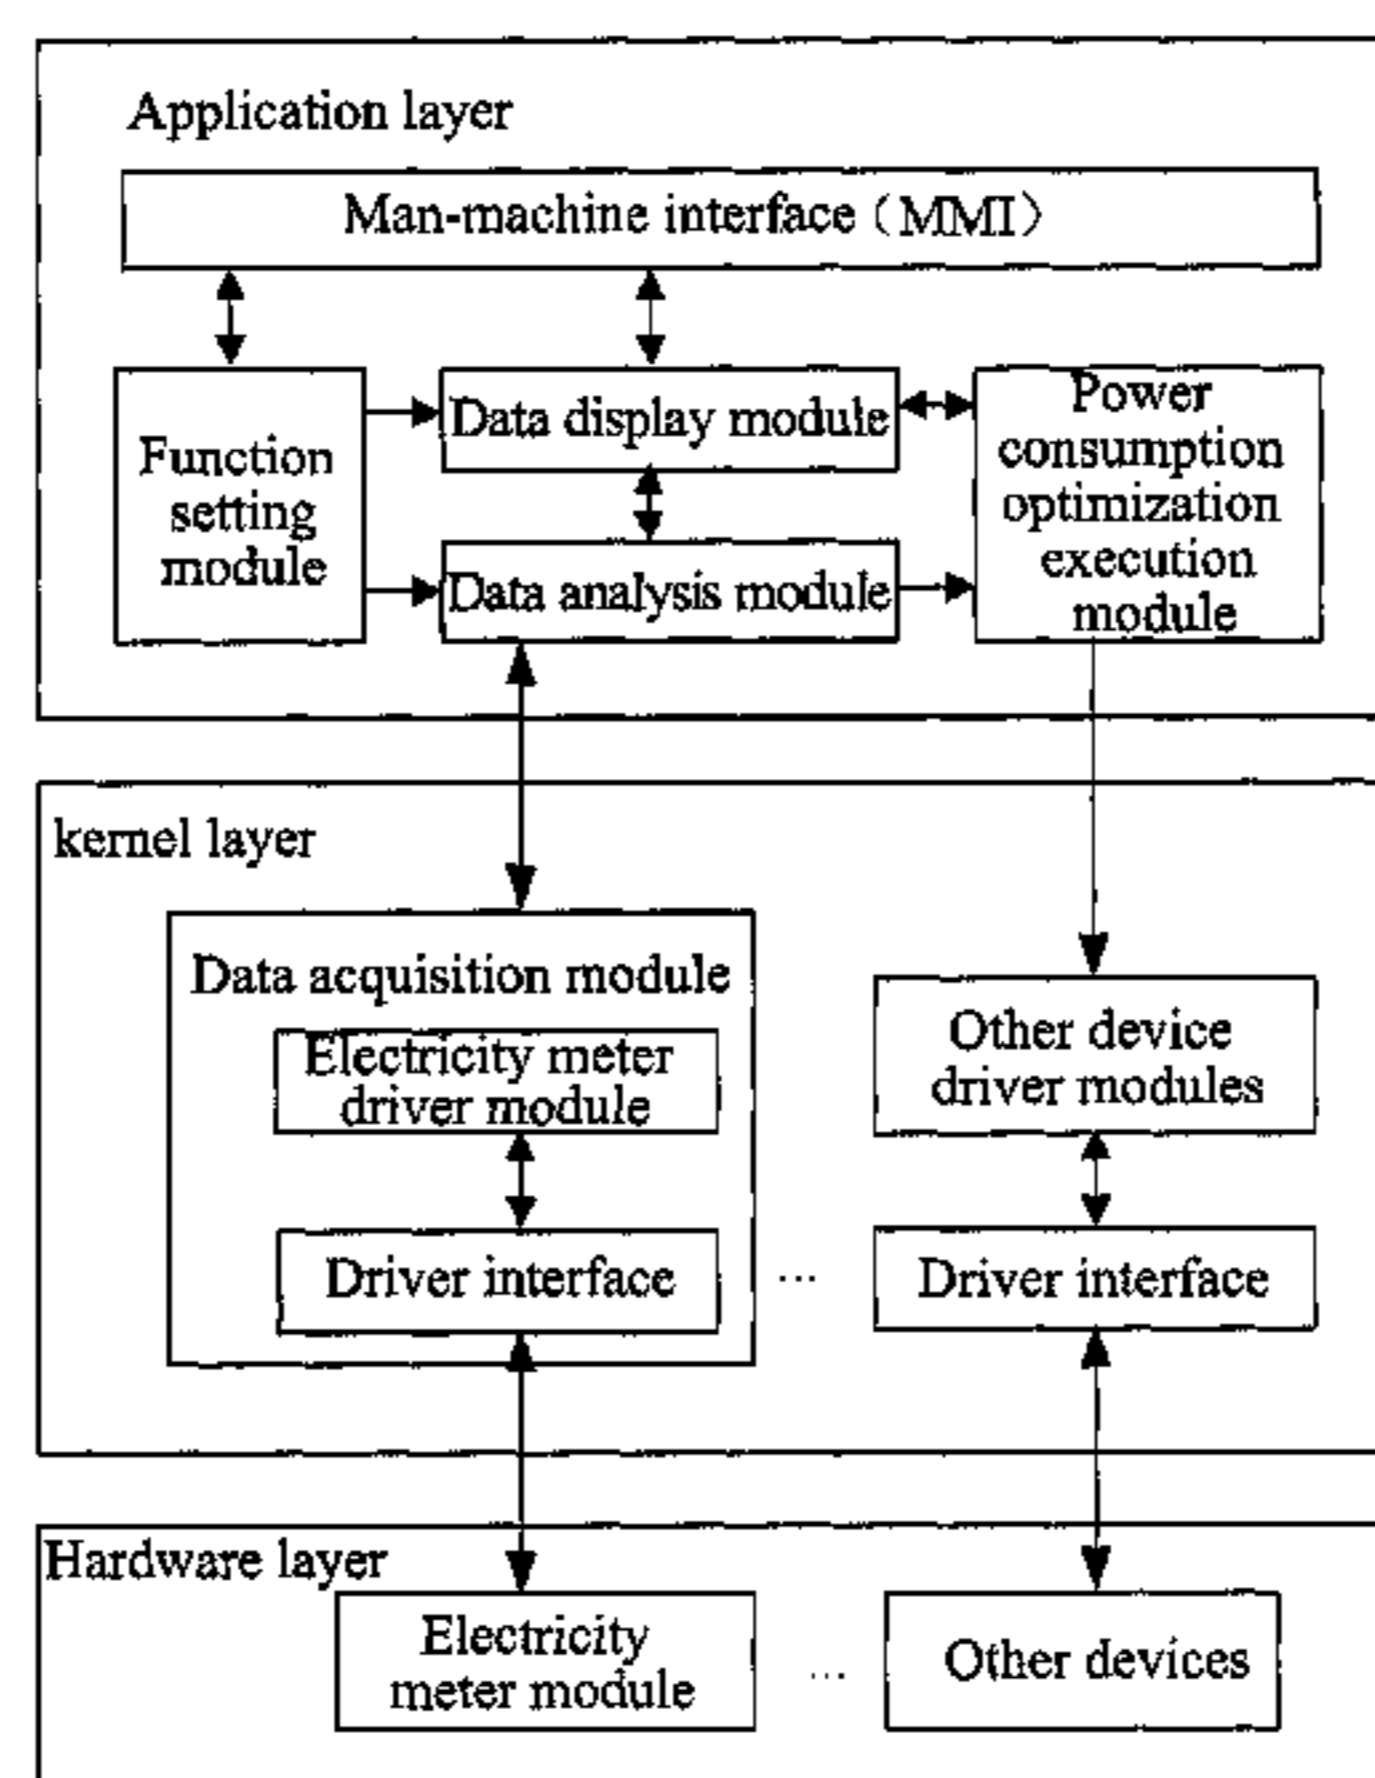 Application layer
Man-machine interface（MMI）
Function
setting
module
Data display module
Data analysis module
Power
consumption
optimization
execution
module
kernel layer
Data acquisition module
Electricity meter
driver module
Driver interface
...
Other device
driver modules
Driver interface
Hardware layer
Electricity
meter module
...
Other devices